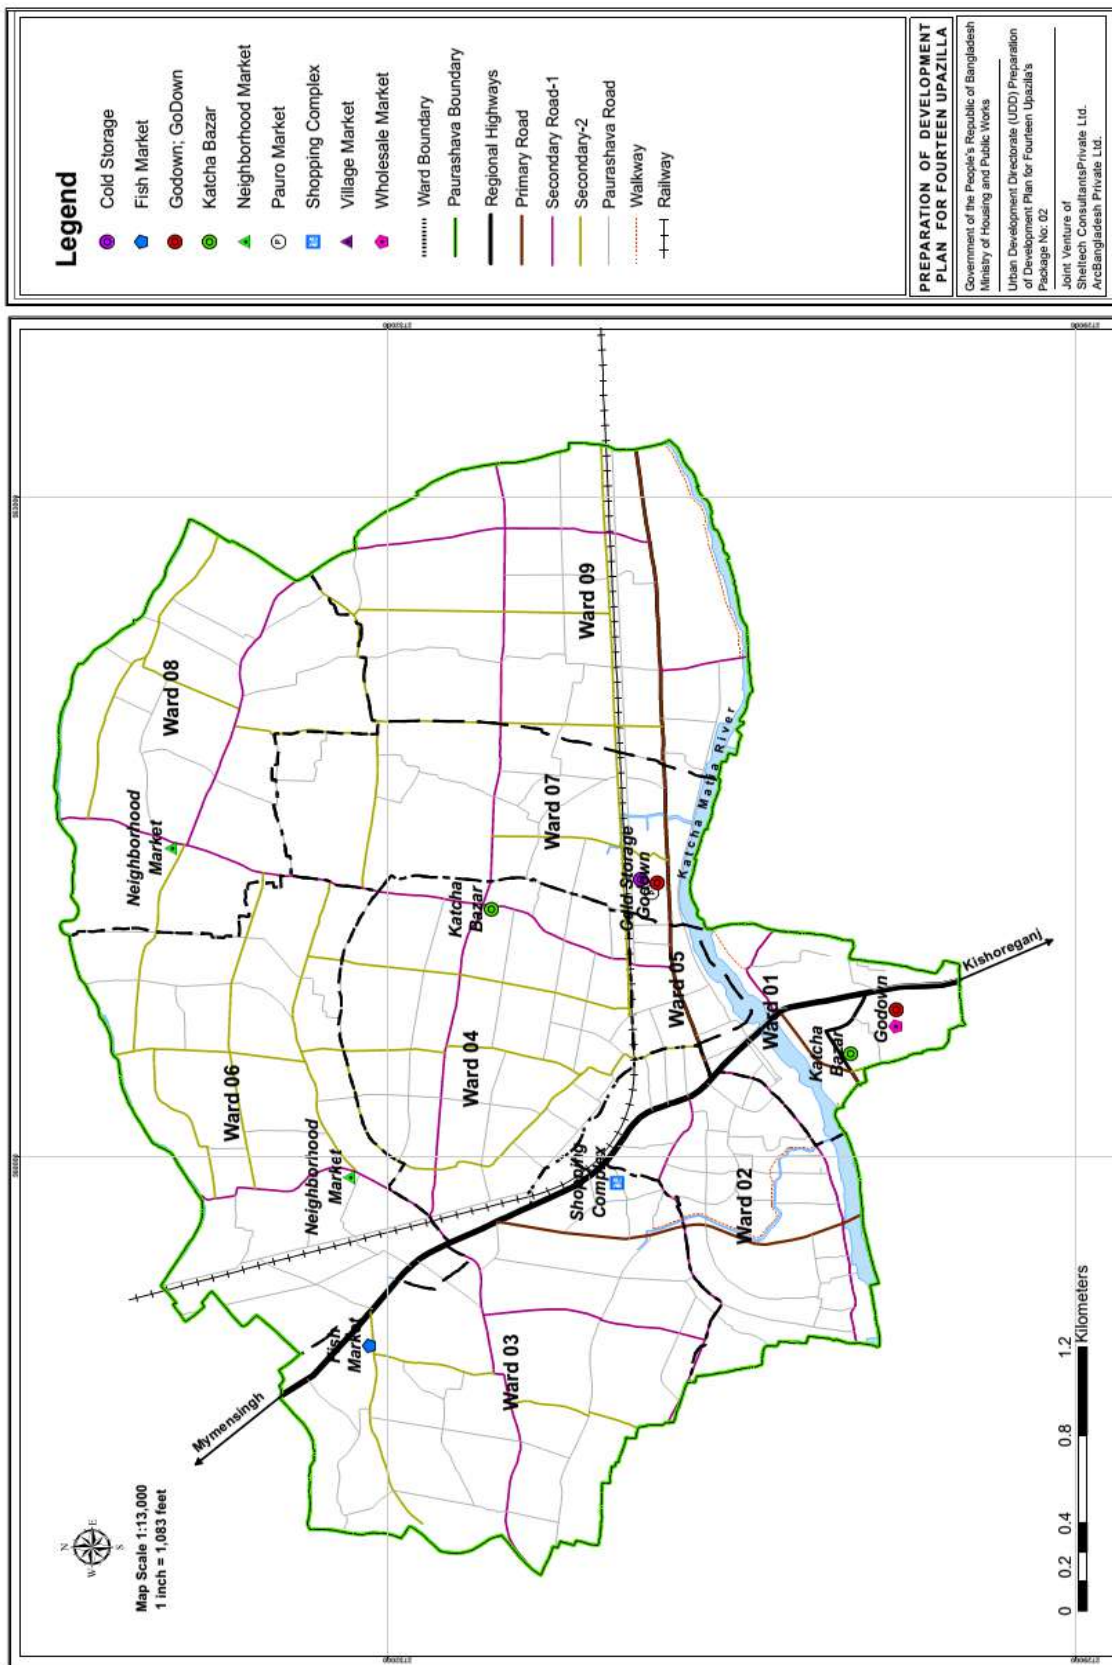 Legend
Cold Storage
Fish Market
Godown; GoDown
Katcha Bazar
Neighborhood Market
P
Pauro Market
Shopping Complex
Village Market
Wholesale Market
Ward Boundary
Paurashava Boundary
Regional Highways
Primary Road
Secondary Road-1
Secondary-2
Paurashava Road
Walkway
Railway
PREPARATION OF DEVELOPMENT
PLAN FOR FOURTEEN UPAZILLA
Government of the People's Republic of Bangladesh
Ministry of Housing and Public Works
Urban Development Directorate (UDD) Preparation
of Development Plan for Fourteen Upazila's
Package No: 02
Joint Venture of
Sheltech ConsultantsPrivate Ltd.
ArcBangladesh Private Ltd.
N
W
E
S
Map Scale 1:13,000
1 inch = 1,083 feet
Mymensingh
Fish
Market
Neighborhood
Market
Neighborhood
Market
Ward 08
Ward 06
Ward 04
Katcha
Bazar
Ward 07
Ward 09
Ward 03
Shopping
Complex
Cold Storage
Godown
Ward 05
Ward 02
Ward 01
Katcha Matia River
Katcha
Bazar
Godown
Kishoreganj
0
0.2
0.4
0.8
1.2
Kilometers